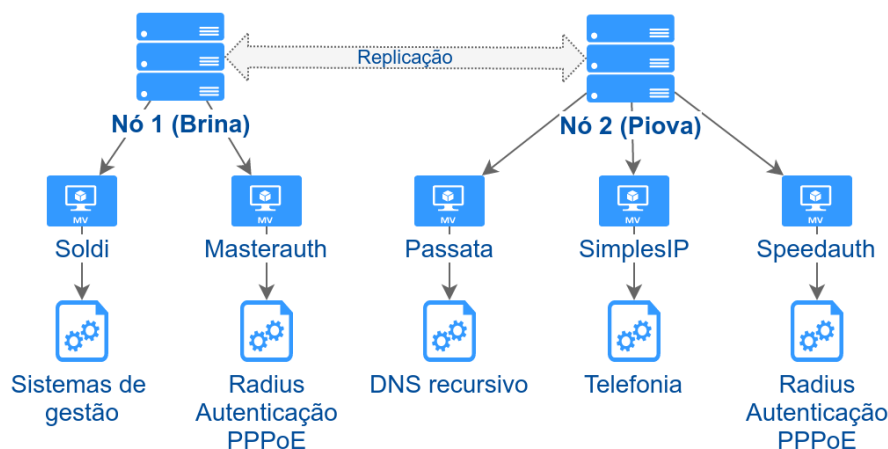 Replicação
Nó 1 (Brina)
Nó 2 (Piova)
MV
MV
MV
MV
MV
Soldi
Masterauth
Passata
SimplesIP
Speedauth
Sistemas de
gestão
Radius
Autenticação
PPPoE
DNS recursivo
Telefonia
Radius
Autenticação
PPPoE